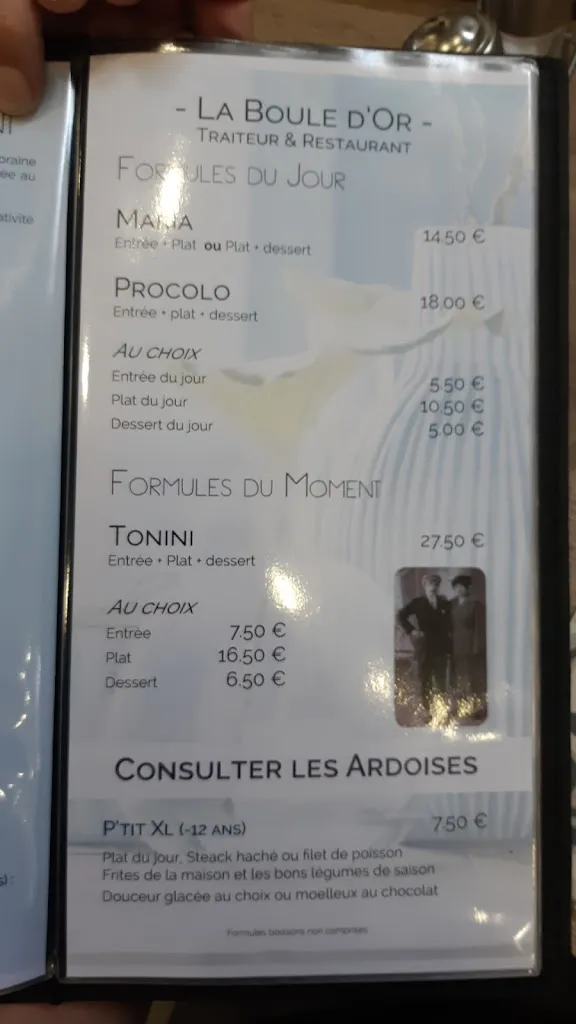 - LA BOULE D'OR -
TRAITEUR & RESTAURANT
FORMULES DU JOUR
MARIA 14.50 €
Entrée + Plat ou Plat + dessert
PROCOLO 18.00 €
Entrée + plat + dessert
AU CHOIX
Entrée du jour 5.50 €
Plat du jour 10.50 €
Dessert du jour 5.00 €
FORMULES DU MOMENT
TONINI 27.50 €
Entrée + Plat + dessert
AU CHOIX
Entrée 7.50 €
Plat 16.50 €
Dessert 6.50 €
CONSULTER LES ARDOISES
P'TIT XL (-12 ANS) 7.50 €
Plat du jour, Steack haché ou filet de poisson
Frites de la maison et les bons légumes de saison
Douceur glacée au choix ou moelleux au chocolat
Formules boissons non comprises